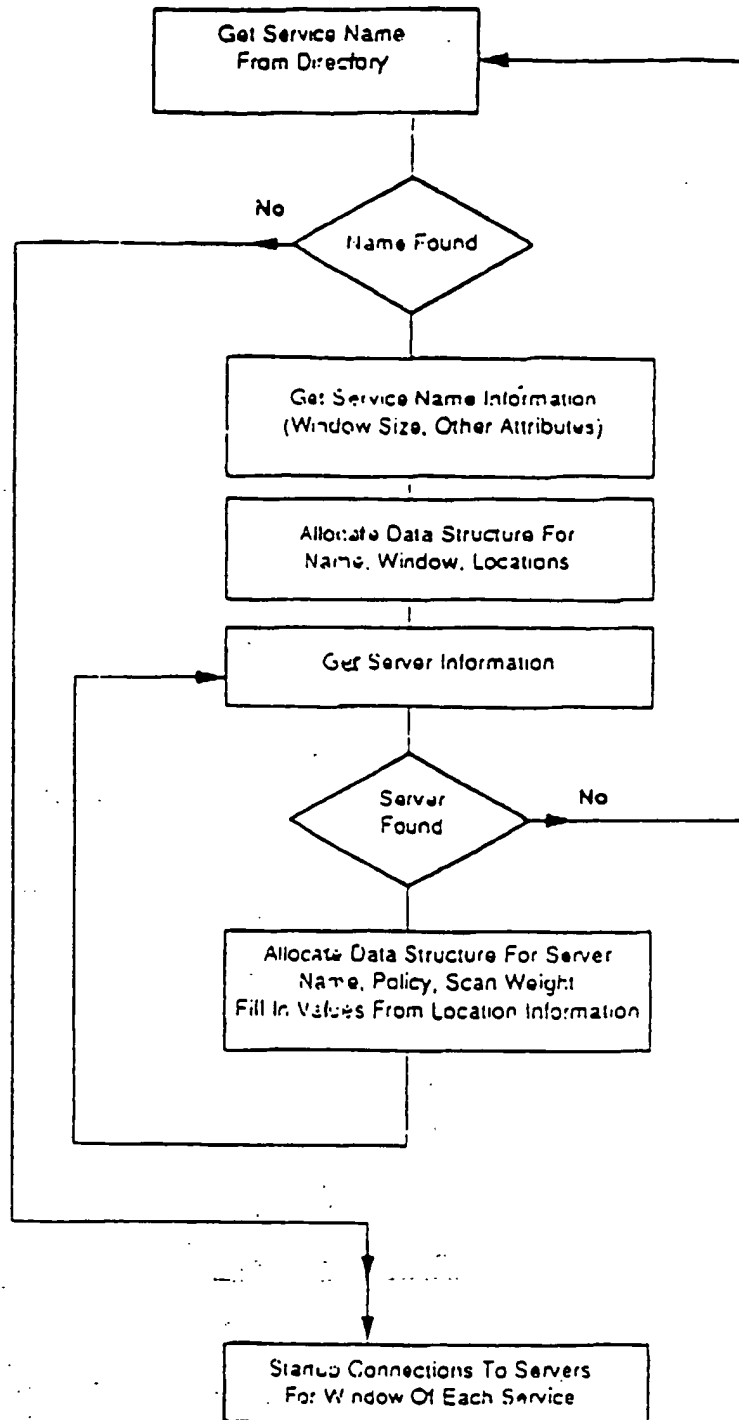 Get Service Name
From Directory
No
Name Found
Get Service Name Information
(Window Size, Other Attributes)
Allocate Data Structure For
Name, Window, Locations
Get Server Information
Server
Found
No
Allocate Data Structure For Server
Name, Policy, Scan Weight
Fill In Values From Location Information
Startup Connections To Servers
For Window Of Each Service